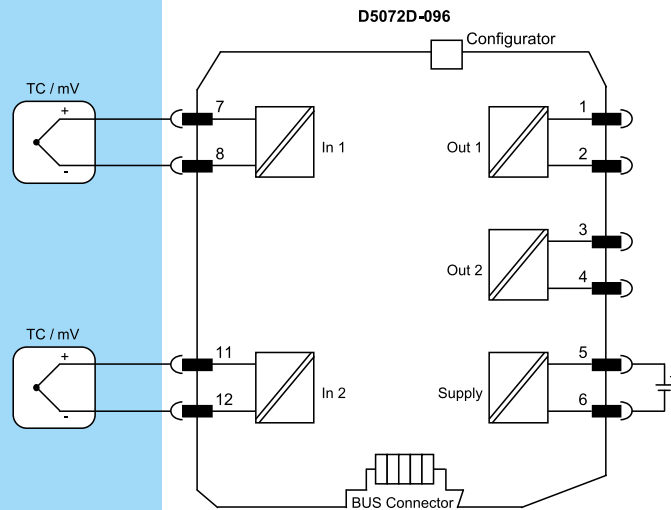 D5072D-096
Configurator
TC / mV
+
-
7
8
In 1
1
2
Out 1
3
4
Out 2
TC / mV
+
-
11
12
In 2
5
6
Supply
BUS Connector